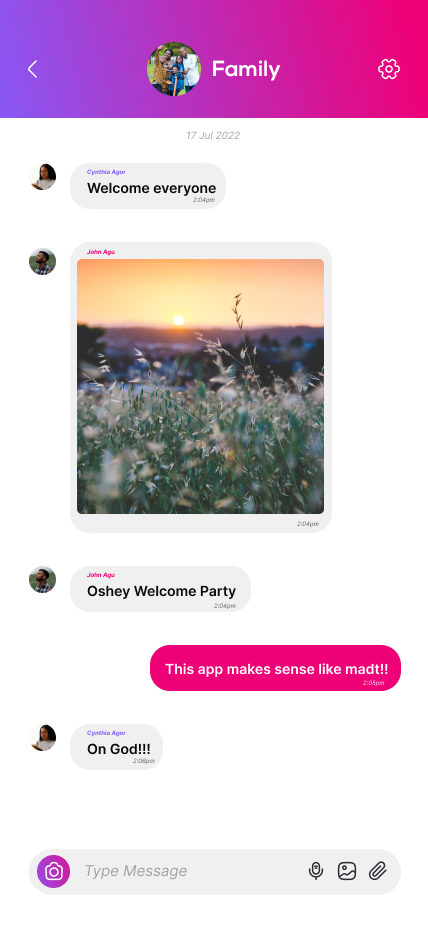 Family
17 Jul 2022
Cynthia Agor
Welcome everyone
2:04pm
John Agu
2:04pm
John Agu
Oshey Welcome Party
2:04pm
This app makes sense like madt!!
2:05pm
Cynthia Agor
On God!!!
2:06pm
Type Message